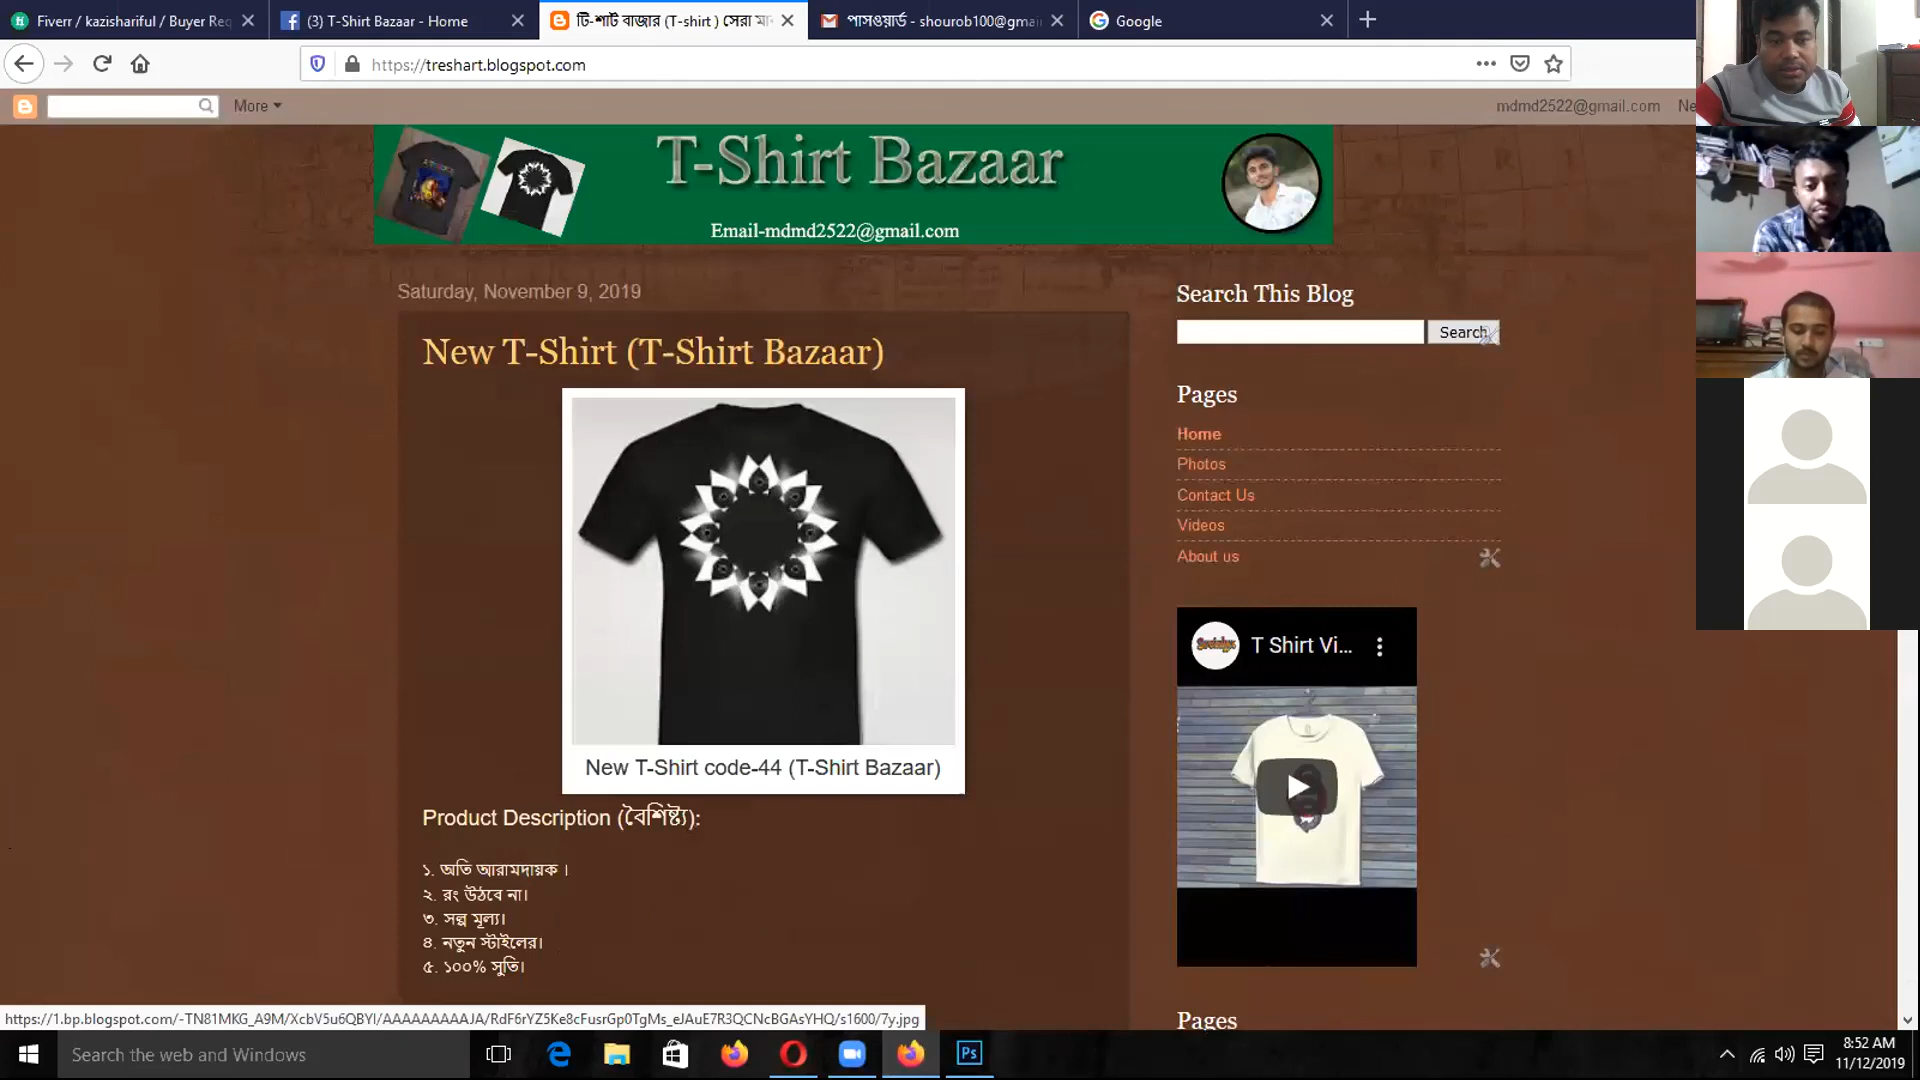 Fiverr / kazishariful / Buyer Req
(3) T-Shirt Bazaar - Home
টি-শার্ট বাজার (T-shirt ) সেরা মা
পাসওয়ার্ড - shourob100@gmai
Google
https://treshart.blogspot.com
More
mdmd2522@gmail.com
T-Shirt Bazaar
Email-mdmd2522@gmail.com
Saturday, November 9, 2019
New T-Shirt (T-Shirt Bazaar)
New T-Shirt code-44 (T-Shirt Bazaar)
Product Description (বৈশিষ্ট্য):
১. অতি আরামদায়ক ।
২. রং উঠবে না।
৩. সল্প মূল্য।
৪. নতুন স্টাইলের।
৫. ১০০% সুতি।
Search This Blog
Search
Pages
Home
Photos
Contact Us
Videos
About us
T Shirt Vi...
Pages
https://1.bp.blogspot.com/-TN81MKG_A9M/XcbV5u6QBYI/AAAAAAAAAJA/RdF6rYZ5Ke8cFusrGp0TgMs_eJAuE7R3QCNcBGAsYHQ/s1600/7y.jpg
Search the web and Windows
Ps
8:52 AM
11/12/2019